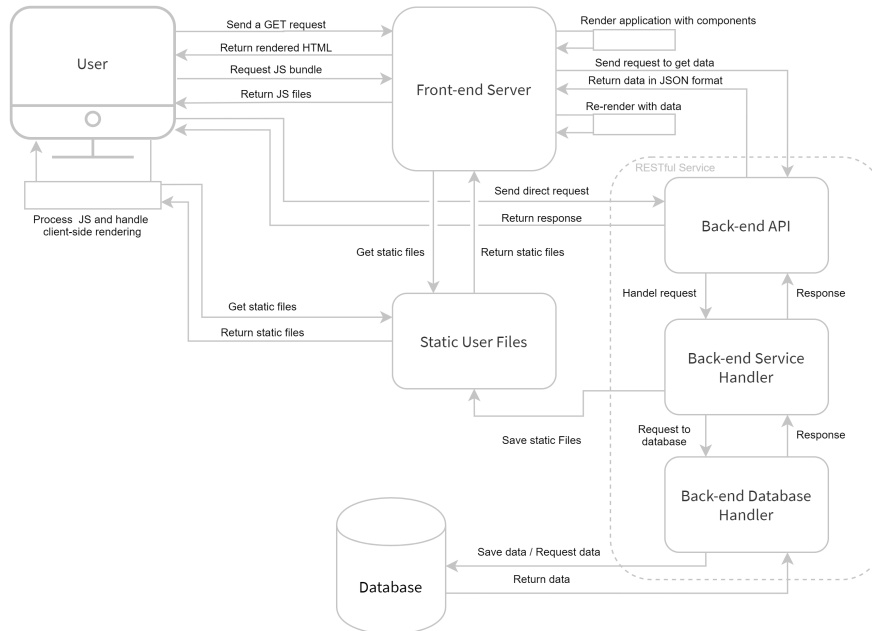 Send a GET request
Render application with components
Return rendered HTML
User
Request JS bundle
Send request to get data
Return data in JSON format
Front-end Server
Return JS files
Re-render with data
RESTful Service
Send direct request
Process JS and handle
client-side rendering
Return response
Back-end API
Get static files
Return static files
Handel request
Response
Get static files
Return static files
Static User Files
Back-end Service
Handler
Save static Files
Request to
database
Response
Back-end Database
Handler
Save data / Request data
Return data
Database